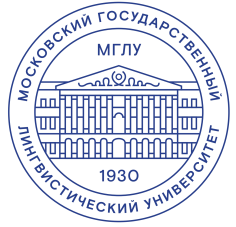 МОСКОВСКИЙ ГОСУДАРСТВЕННЫЙ
МГЛУ
1930
ЛИНГВИСТИЧЕСКИЙ УНИВЕРСИТЕТ